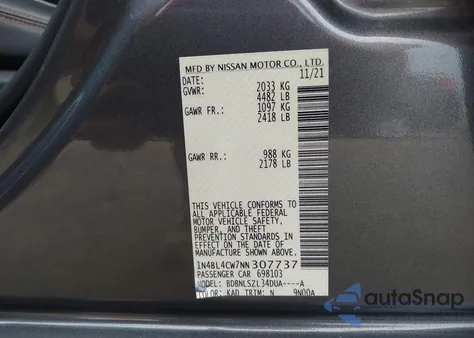 MFD BY NISSAN MOTOR CO., LTD.
DATE: 11/21
GVWR: 2033 KG
4482 LB
GAWR FR.: 1097 KG
2418 LB
GAWR RR.: 988 KG
2178 LB
THIS VEHICLE CONFORMS TO
ALL APPLICABLE FEDERAL
MOTOR VEHICLE SAFETY,
BUMPER, AND THEFT
PREVENTION STANDARDS IN
EFFECT ON THE DATE OF
MANUFACTURE SHOWN ABOVE.
1N4BL4CW7NN307737
PASSENGER CAR 698103
MODEL: BDBNLSZL34DUA----A
COLOR: KAD TRIM: N 9N00A
autoSnap